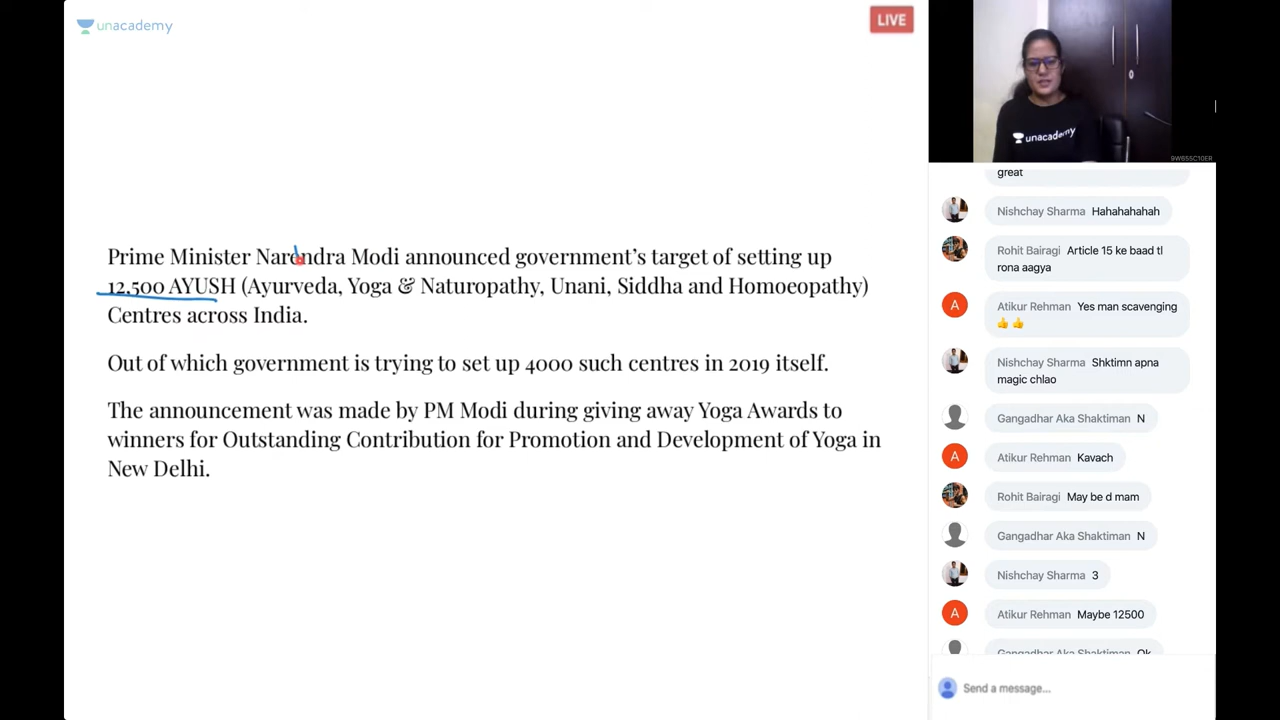 unacademy
LIVE
unacademy
9W655C10ER
Prime Minister Narendra Modi announced government's target of setting up
12,500 AYUSH (Ayurveda, Yoga & Naturopathy, Unani, Siddha and Homoeopathy)
Centres across India.
Out of which government is trying to set up 4000 such centres in 2019 itself.
The announcement was made by PM Modi during giving away Yoga Awards to
winners for Outstanding Contribution for Promotion and Development of Yoga in
New Delhi.
great
Nishchay Sharma Hahahahahah
Rohit Bairagi Article 15 ke baad tl
rona aagya
A
Atikur Rehman Yes man scavenging
👍 👍
Nishchay Sharma Shktimn apna
magic chlao
Gangadhar Aka Shaktiman N
A
Atikur Rehman Kavach
Rohit Bairagi May be d mam
Gangadhar Aka Shaktiman N
Nishchay Sharma 3
A
Atikur Rehman Maybe 12500
Gangadhar Aka Shaktiman Ok
Send a message...